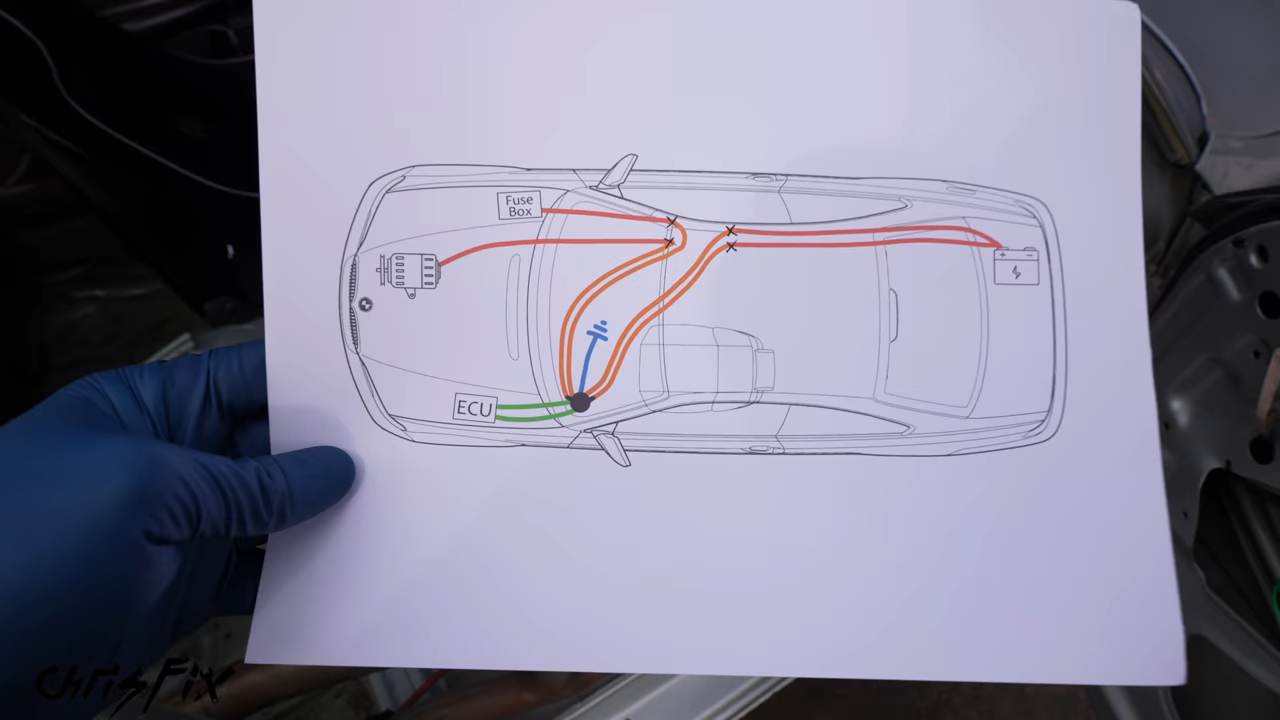 Fuse
Box
+ −
ECU
ChrisFix